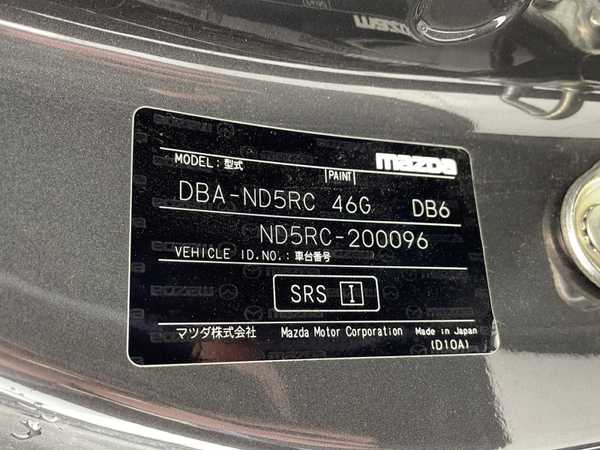 mazda
MODEL:型式
PAINT
DBA-ND5RC 46G DB6
ND5RC-200096
VEHICLE ID.NO.:車台番号
SRS I
マツダ株式会社 Mazda Motor Corporation Made in Japan
(D10A)